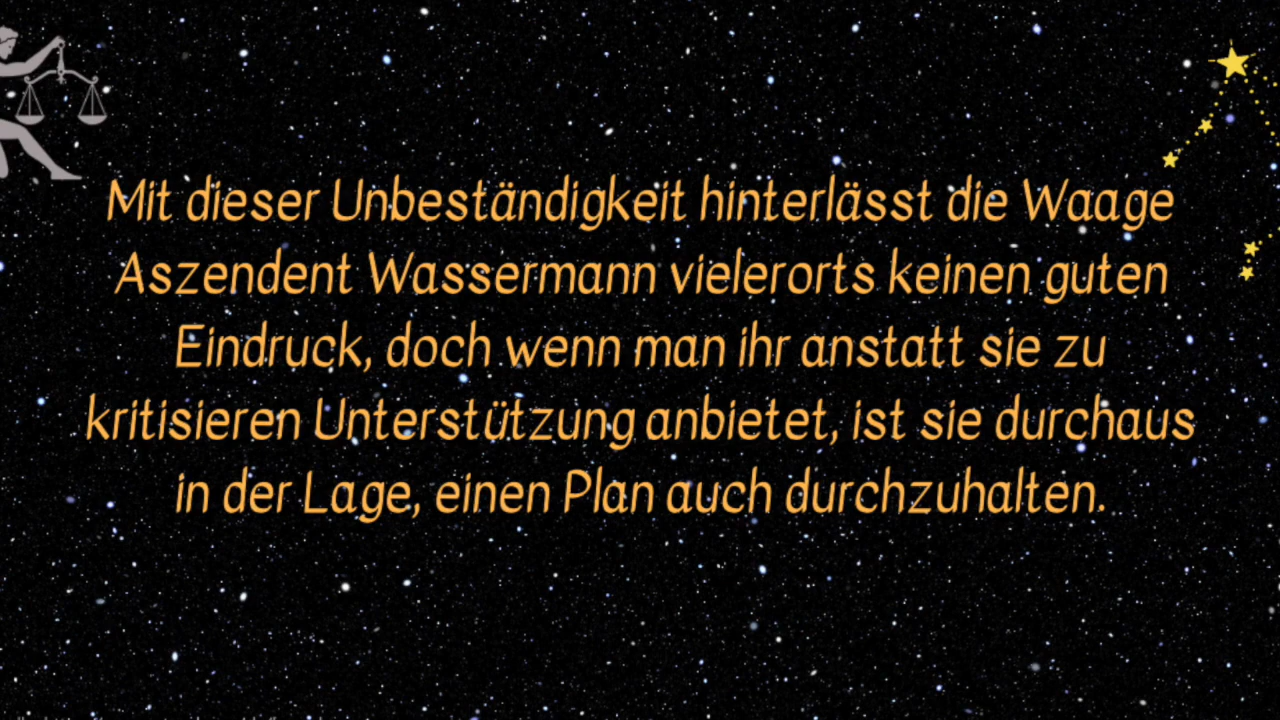 Mit dieser Unbeständigkeit hinterlässt die Waage
Aszendent Wassermann vielerorts keinen guten
Eindruck, doch wenn man ihr anstatt sie zu
kritisieren Unterstützung anbietet, ist sie durchaus
in der Lage, einen Plan auch durchzuhalten.